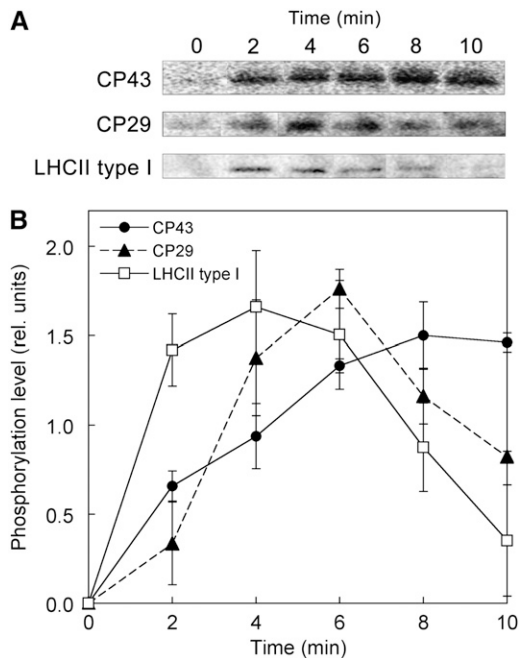 A
Time (min)
0 2 4 6 8 10
CP43
CP29
LHCII type I
B
CP43
CP29
LHCII type I
Phosphorylation level (rel. units)
2.0
1.5
1.0
0.5
0.0
0 2 4 6 8 10
Time (min)